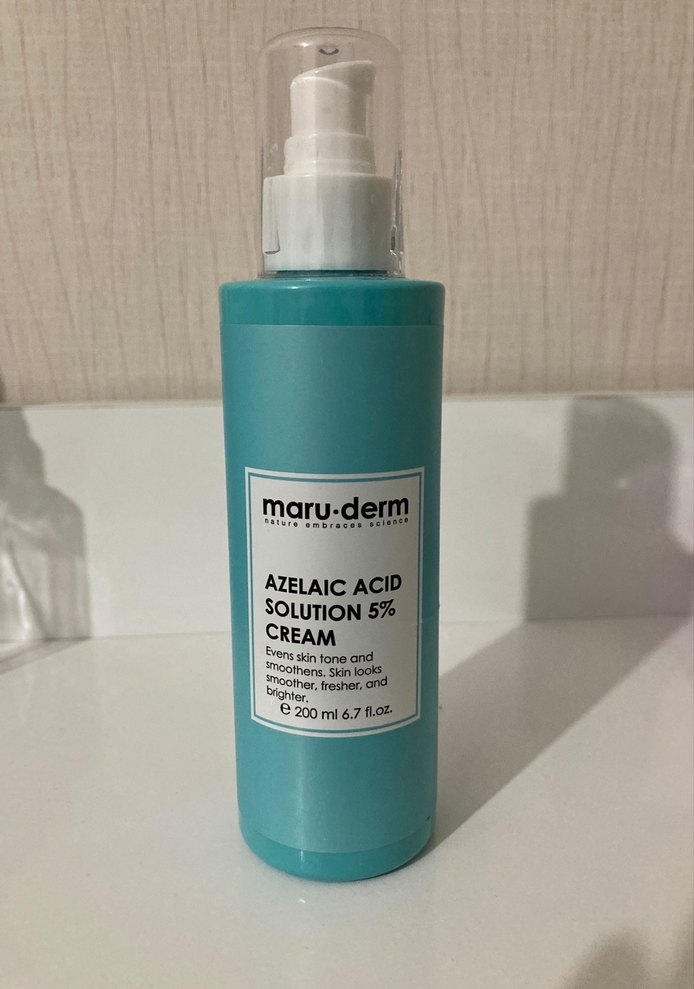 maru·derm
nature embraces science
AZELAIC ACID
SOLUTION 5%
CREAM
Evens skin tone and
smoothens. Skin looks
smoother, fresher, and
brighter.
℮ 200 ml 6.7 fl.oz.